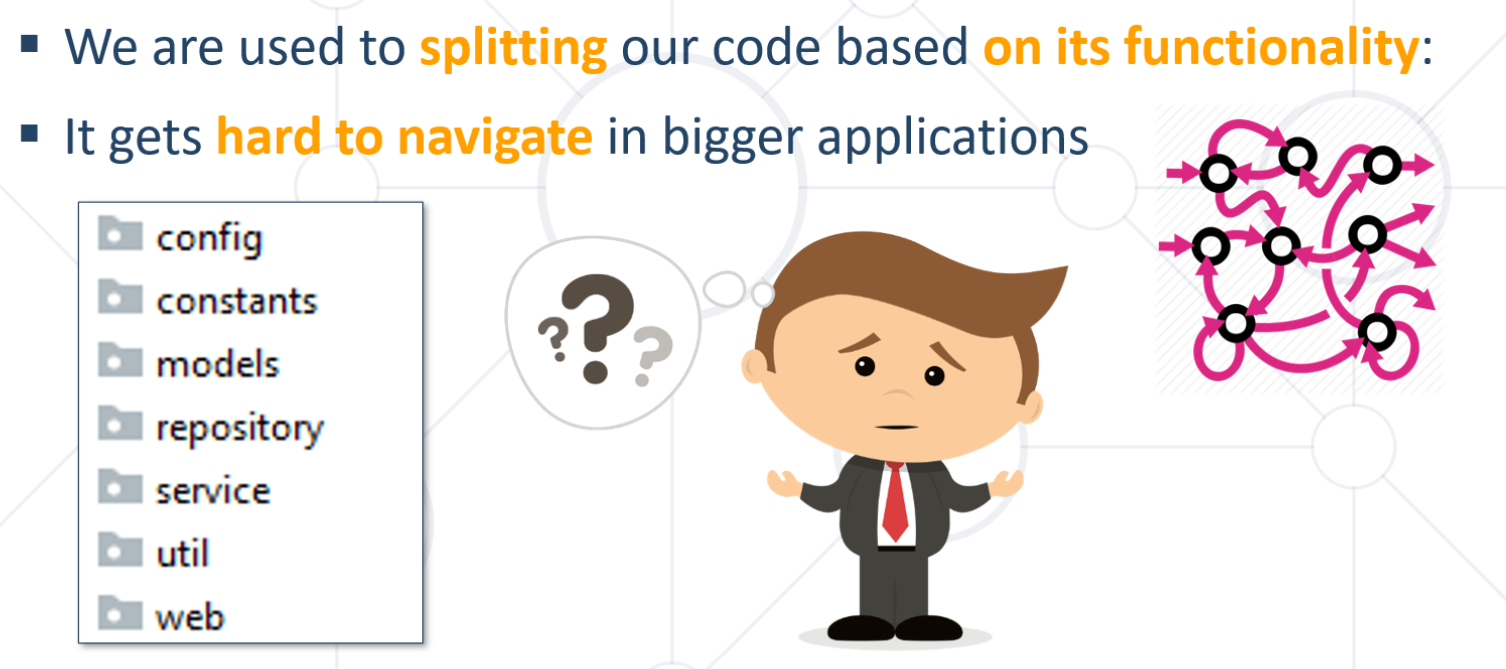 ▪ We are used to splitting our code based on its functionality:
▪ It gets hard to navigate in bigger applications
config
constants
models
repository
service
util
web
? ? ?